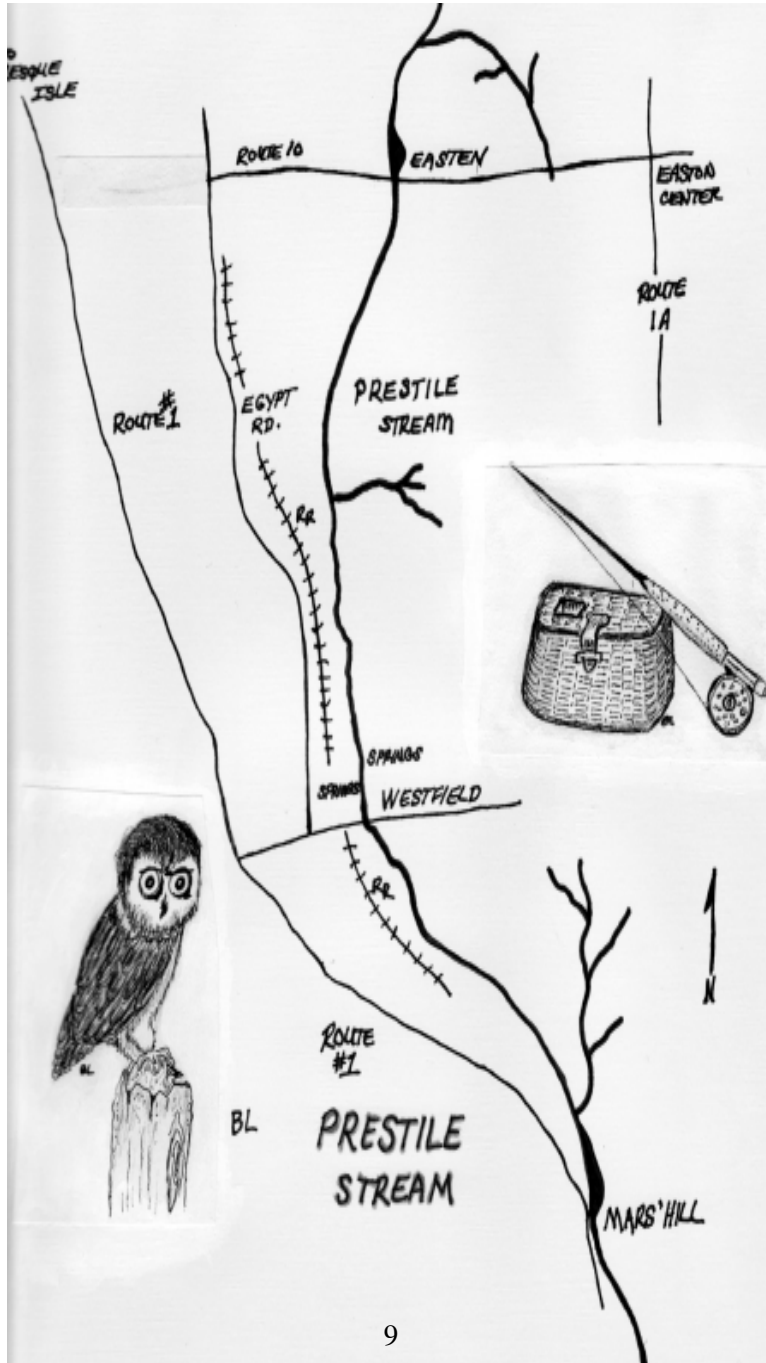 ESQUE
ISLE
ROUTE 10
EASTEN
EASTON
CENTER
ROUTE
1A
ROUTE #1
EGYPT
RD.
PRESTILE
STREAM
RR
SPRINGS
SPRINGS
WESTFIELD
RR
N
ROUTE
#1
BL
BL
PRESTILE
STREAM
MARS' HILL
9